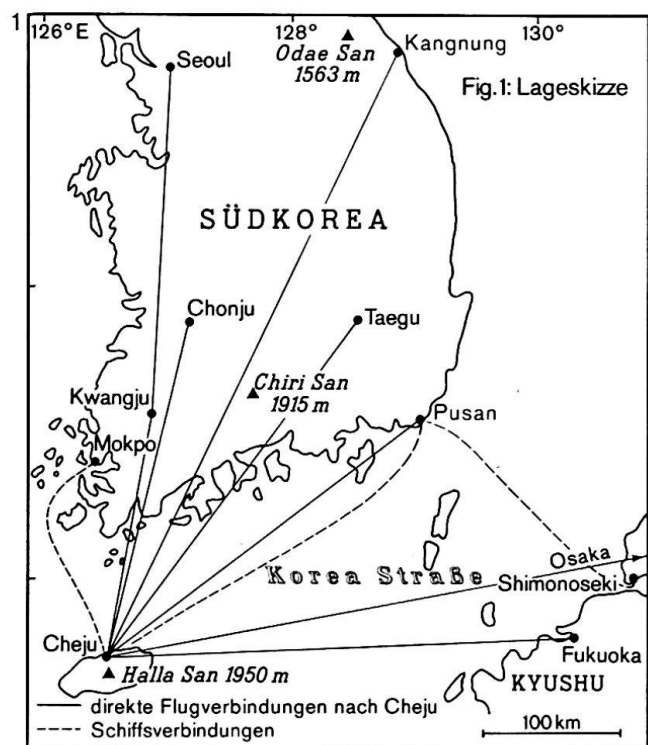 1
126°E
128°
130°
Odae San
1563 m
Kangnung
Seoul
Fig.1: Lageskizze
SÜDKOREA
Chonju
Taegu
Chiri San
1915 m
Kwangju
Mokpo
Pusan
Osaka
Korea Straße
Shimonoseki
Cheju
Halla San 1950 m
Fukuoka
KYUSHU
direkte Flugverbindungen nach Cheju
Schiffsverbindungen
100 km